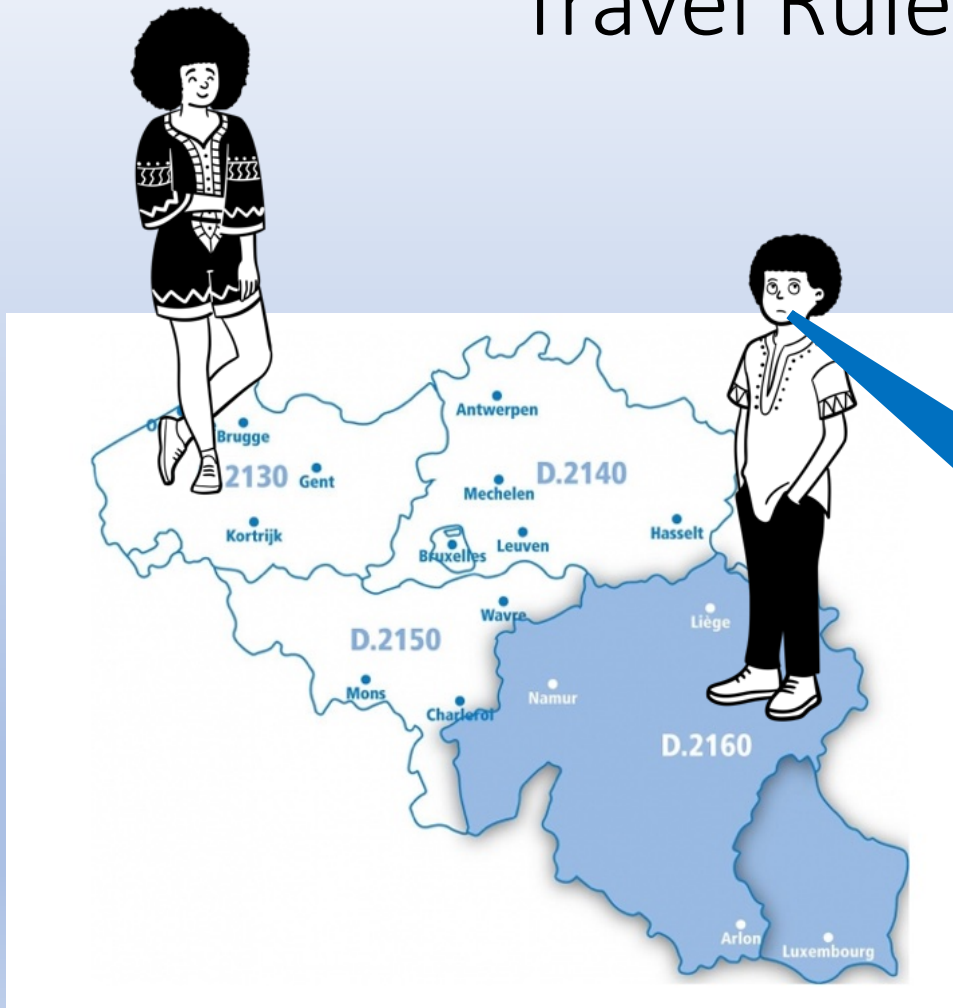 Travel Rule
Antwerpen
Brugge
2130 Gent
Mechelen
D.2140
Kortrijk
Hasselt
Bruxelles
Leuven
Wavre
Liège
D.2150
Mons
Namur
Charleroi
D.2160
Arlon
Luxembourg